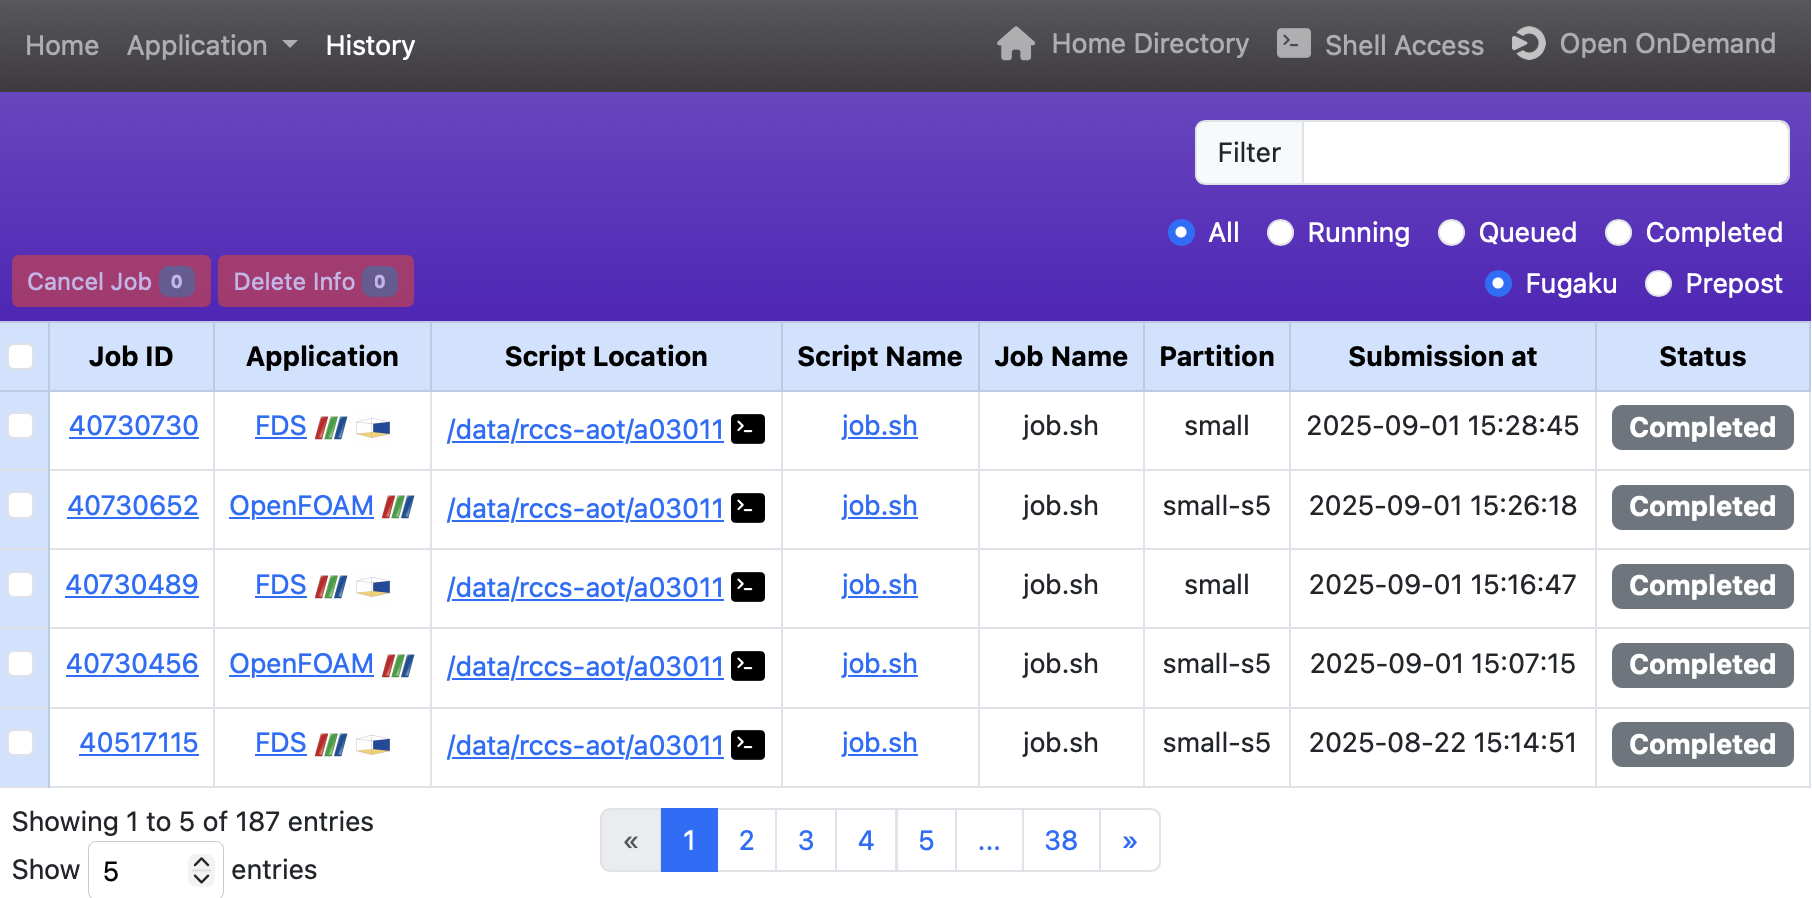 Home Application History Home Directory Shell Access Open OnDemand
Filter
All Running Queued Completed
Cancel Job 0 Delete Info 0 Fugaku Prepost
Job ID Application Script Location Script Name Job Name Partition Submission at Status
40730730 FDS /data/rccs-aot/a03011 job.sh job.sh small 2025-09-01 15:28:45 Completed
40730652 OpenFOAM /data/rccs-aot/a03011 job.sh job.sh small-s5 2025-09-01 15:26:18 Completed
40730489 FDS /data/rccs-aot/a03011 job.sh job.sh small 2025-09-01 15:16:47 Completed
40730456 OpenFOAM /data/rccs-aot/a03011 job.sh job.sh small-s5 2025-09-01 15:07:15 Completed
40517115 FDS /data/rccs-aot/a03011 job.sh job.sh small-s5 2025-08-22 15:14:51 Completed
Showing 1 to 5 of 187 entries
« 1 2 3 4 5 ... 38 »
Show 5 entries